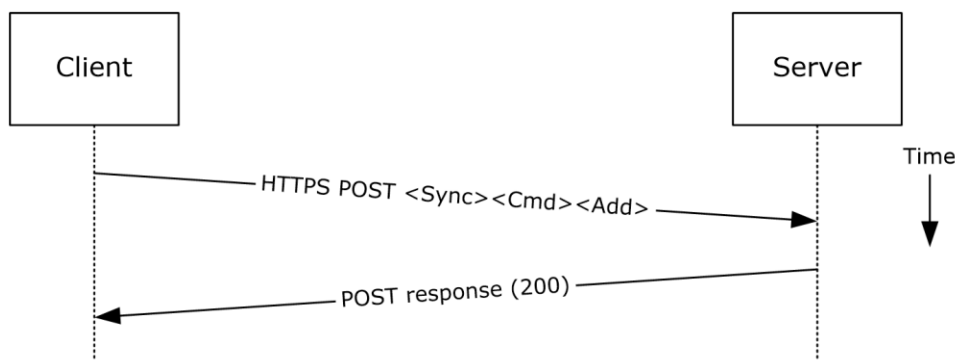 Client
Server
Time
HTTPS POST <Sync><Cmd><Add>
POST response (200)